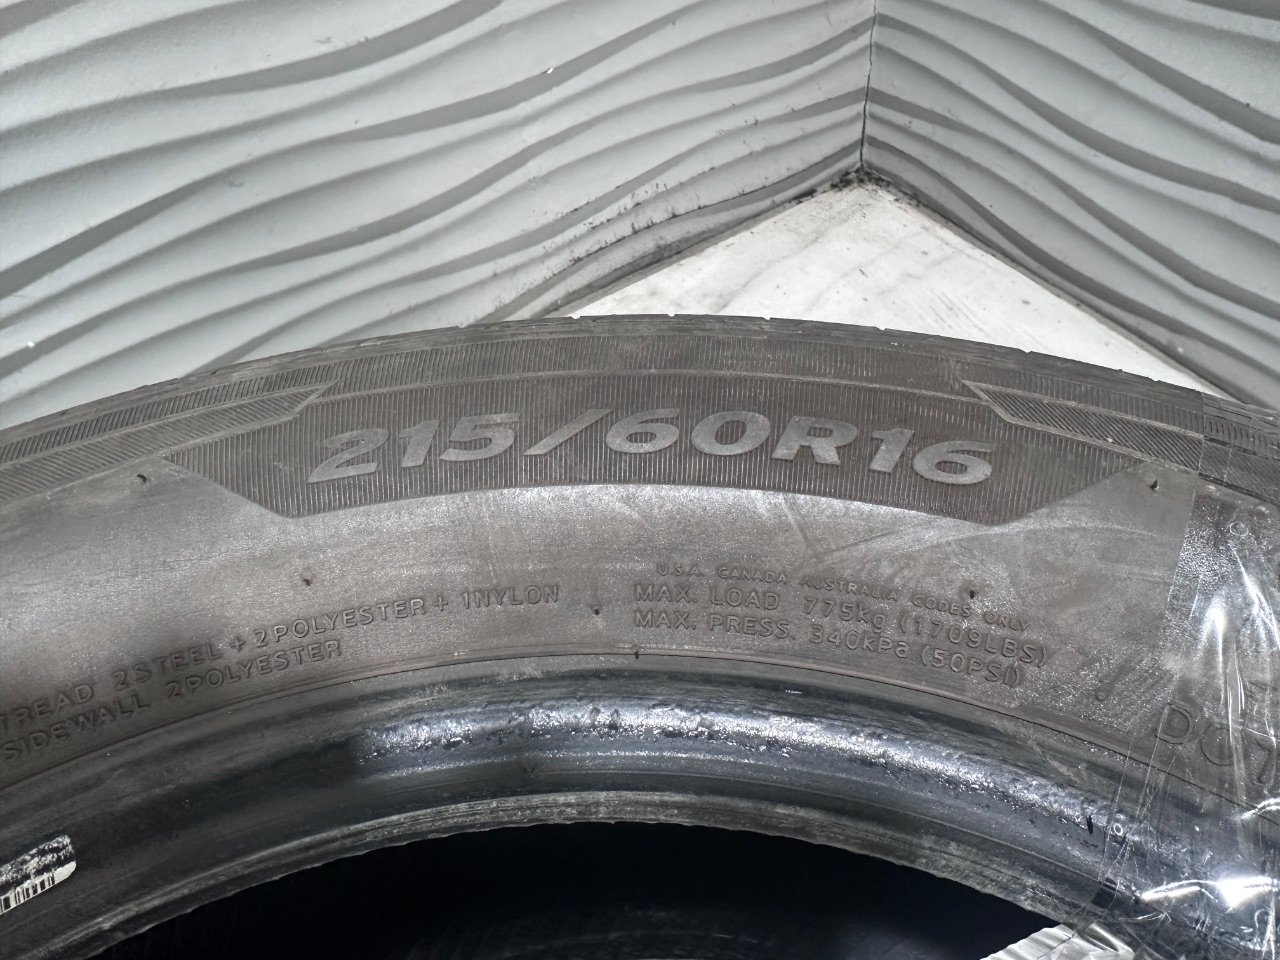 215/60R16
U.S.A. CANADA AUSTRALIA CODES ONLY
MAX. LOAD 775kg (1709LBS)
MAX. PRESS. 340kPa (50PSI)
TREAD 2STEEL + 2POLYESTER + 1NYLON
SIDEWALL 2POLYESTER